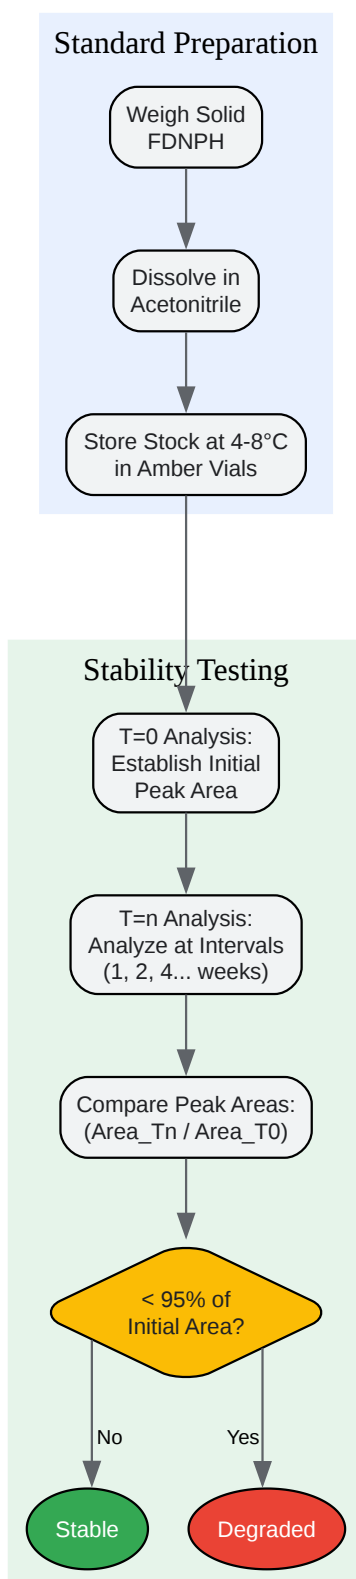 Standard Preparation
Weigh Solid
FDNPH
Dissolve in
Acetonitrile
Store Stock at 4-8°C
in Amber Vials
Stability Testing
T=0 Analysis:
Establish Initial
Peak Area
T=n Analysis:
Analyze at Intervals
(1, 2, 4... weeks)
Compare Peak Areas:
(Area_Tn / Area_T0)
< 95% of
Initial Area?
No
Yes
Stable
Degraded